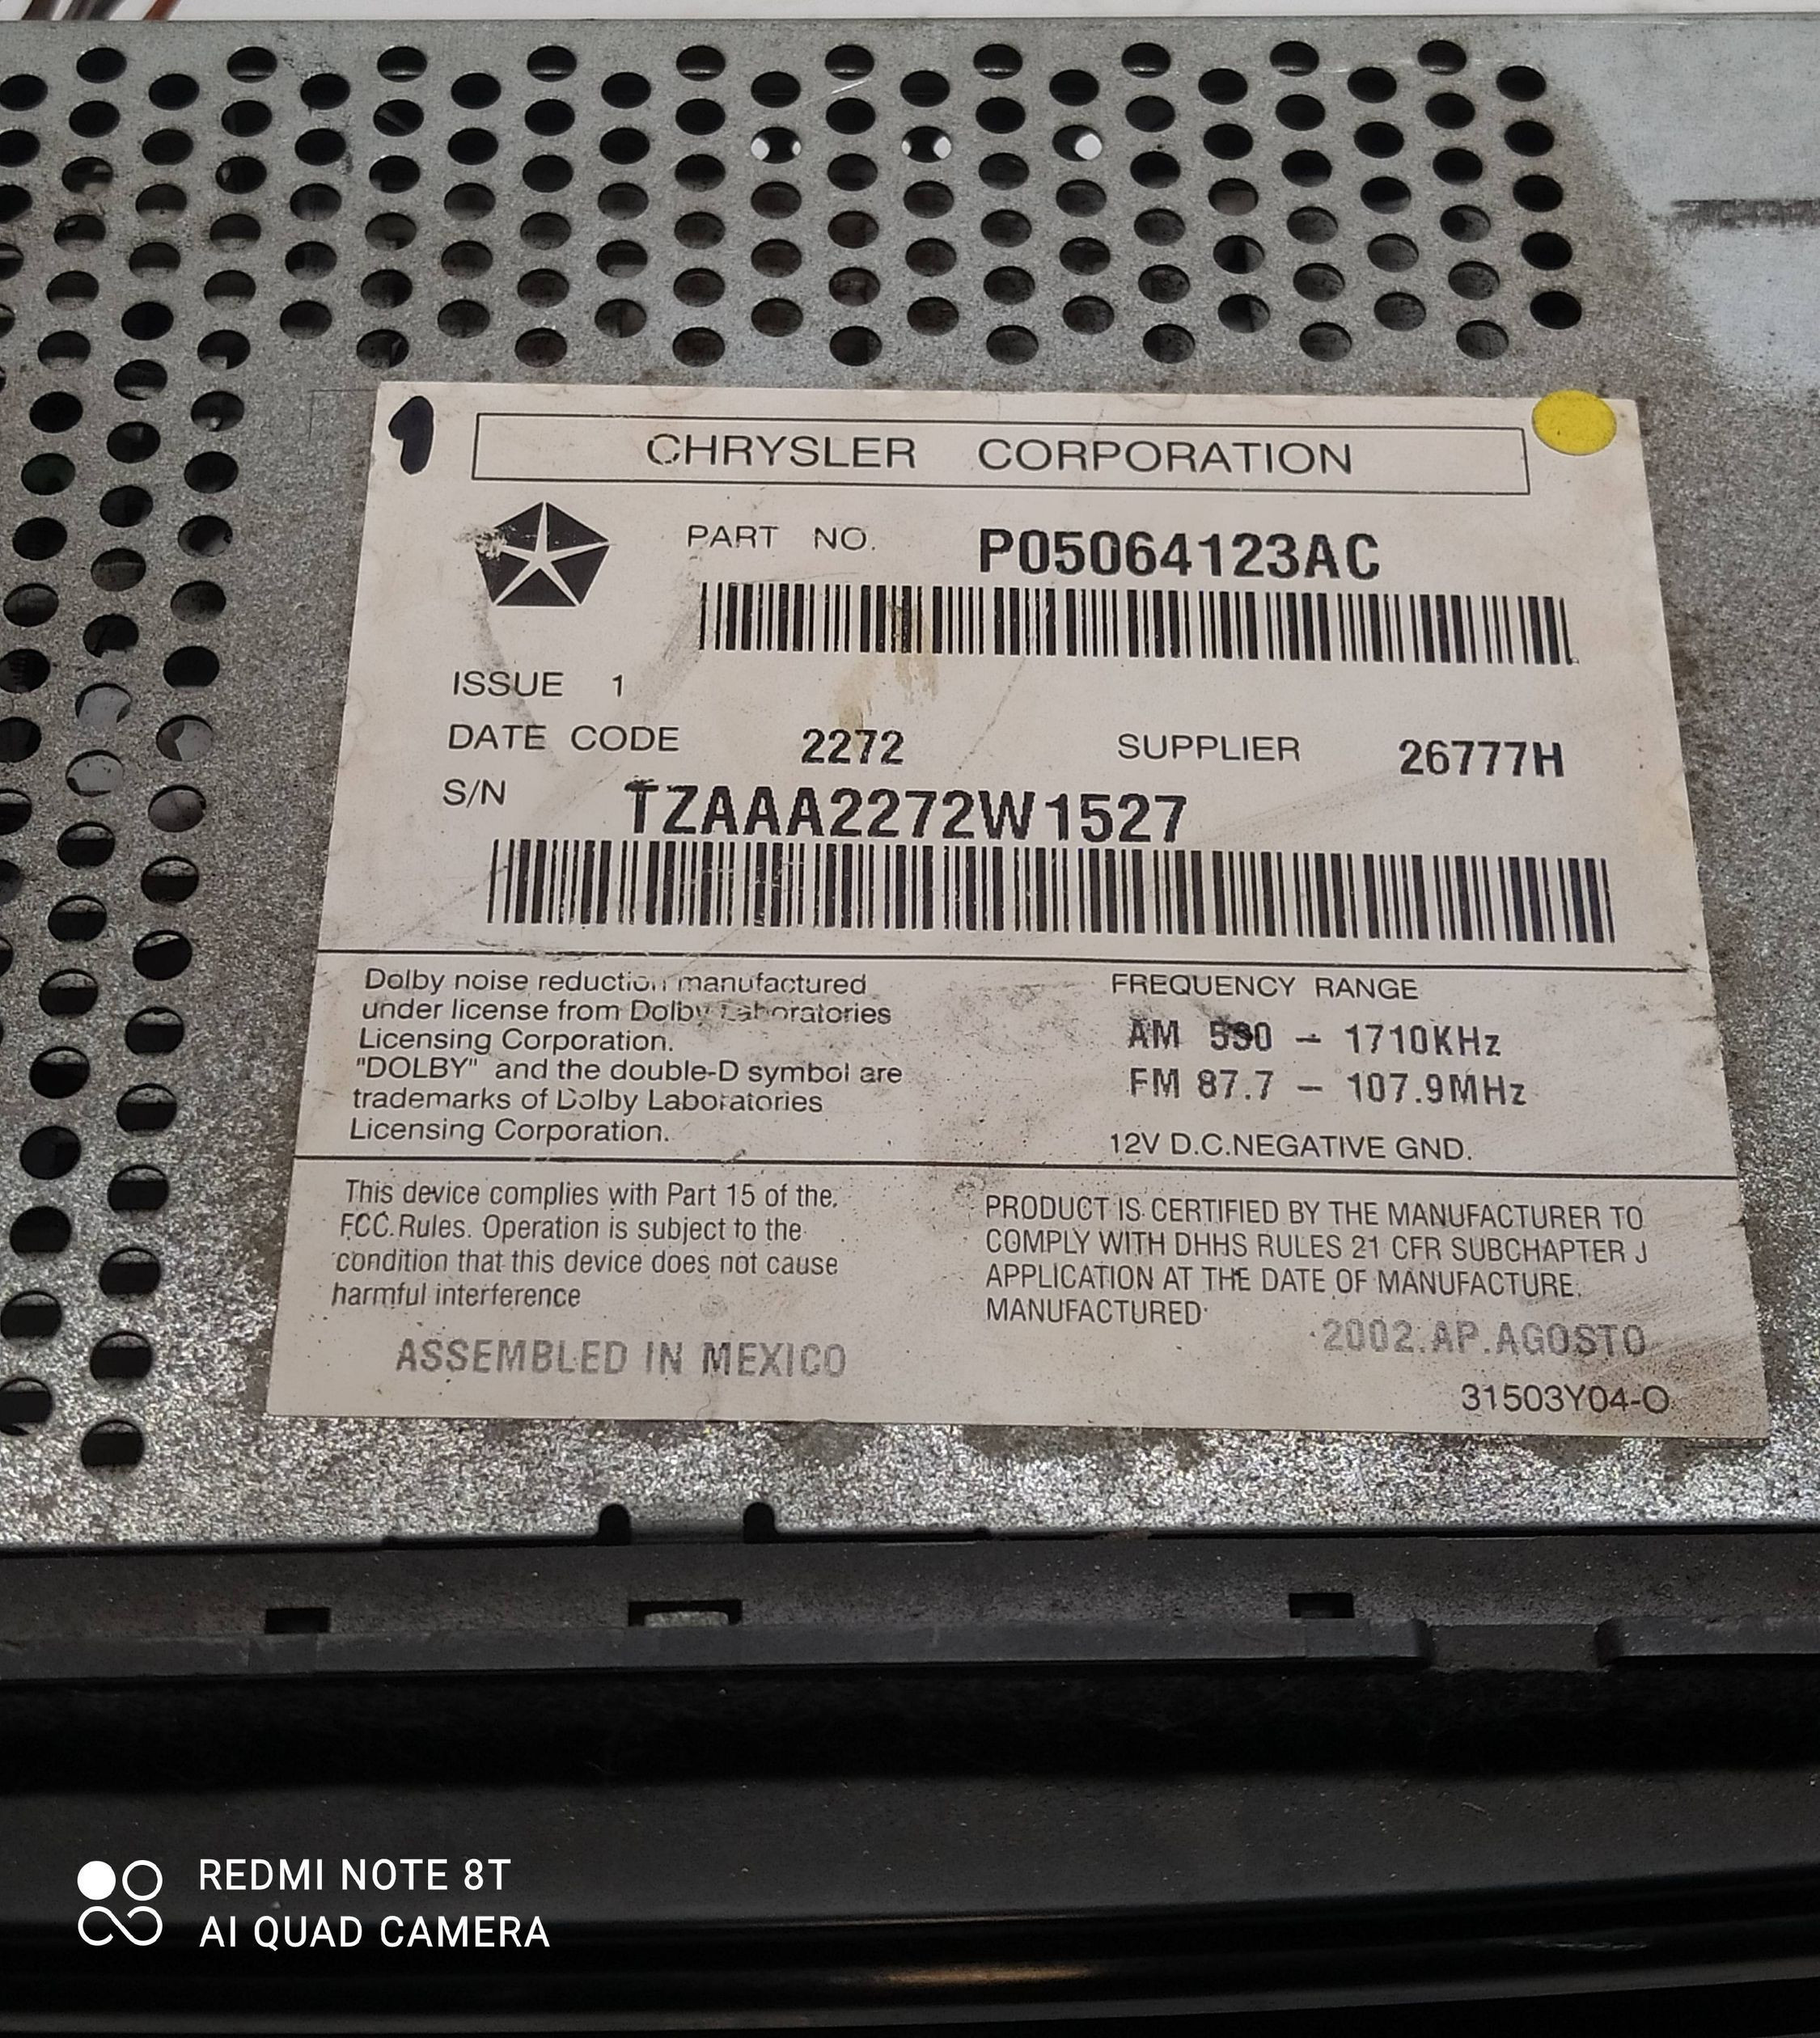 1
CHRYSLER CORPORATION
PART NO. P05064123AC
ISSUE 1
DATE CODE 2272 SUPPLIER 26777H
S/N TZAAA2272W1527
Dolby noise reduction manufactured
under license from Dolby Laboratories
Licensing Corporation.
"DOLBY" and the double-D symbol are
trademarks of Dolby Laboratories
Licensing Corporation.
FREQUENCY RANGE
AM 530 – 1710KHz
FM 87.7 – 107.9MHz
12V D.C.NEGATIVE GND.
This device complies with Part 15 of the.
FCC Rules. Operation is subject to the
condition that this device does not cause
harmful interference
ASSEMBLED IN MEXICO
PRODUCT IS CERTIFIED BY THE MANUFACTURER TO
COMPLY WITH DHHS RULES 21 CFR SUBCHAPTER J
APPLICATION AT THE DATE OF MANUFACTURE.
MANUFACTURED
2002.AP.AGOSTO
31503Y04-O
REDMI NOTE 8T
AI QUAD CAMERA